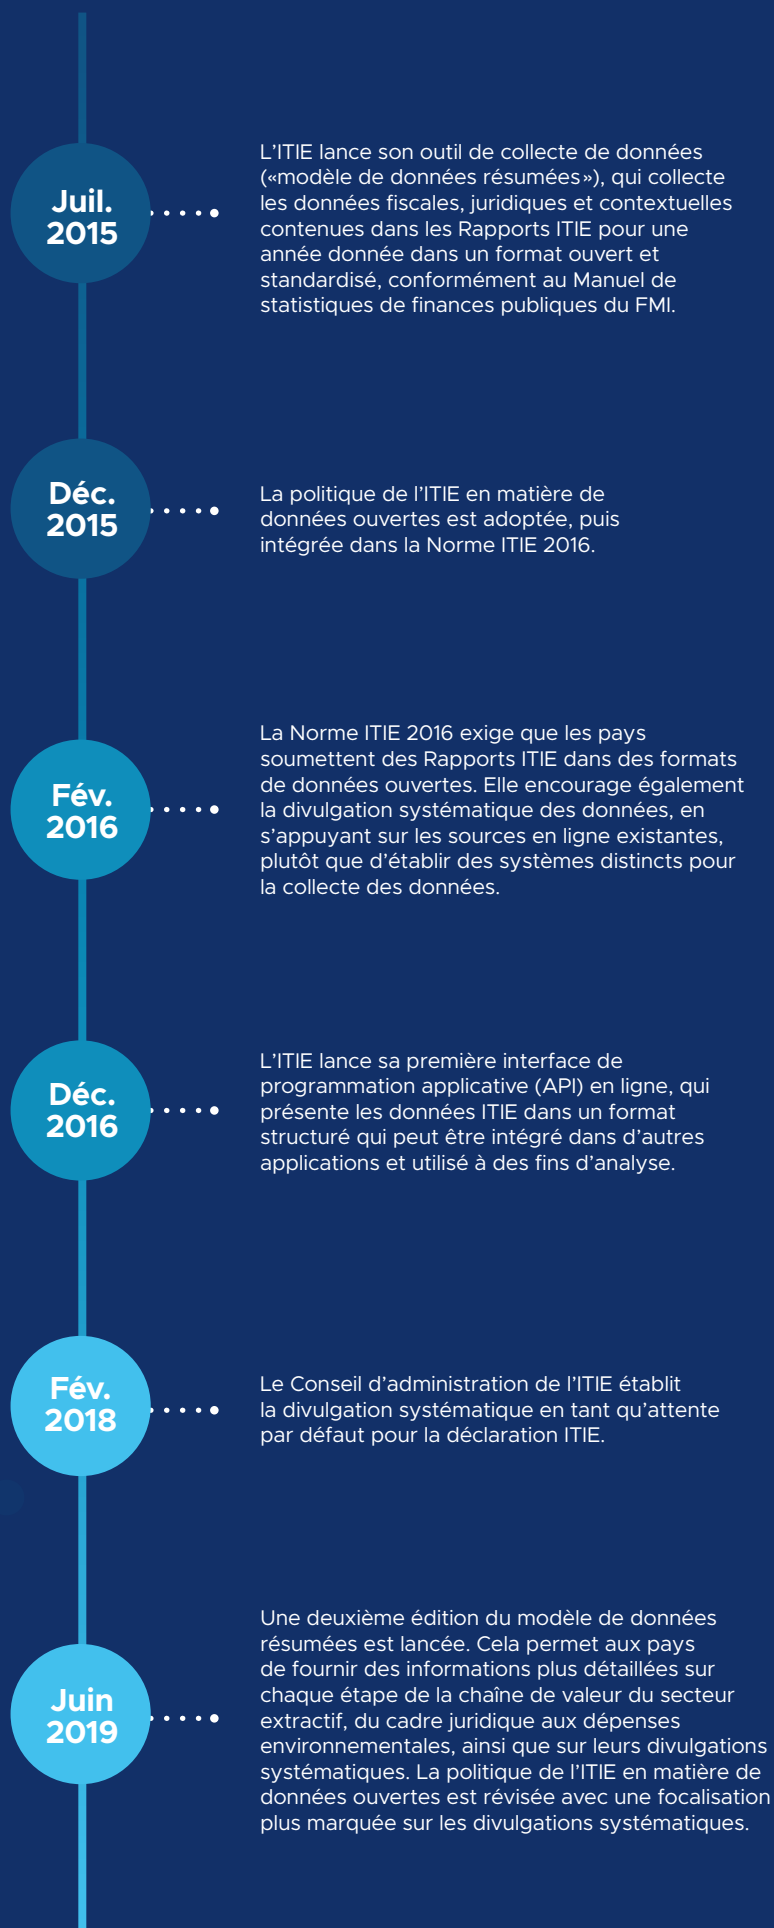 Juil.
2015
L'ITIE lance son outil de collecte de données
(«modèle de données résumées»), qui collecte
les données fiscales, juridiques et contextuelles
contenues dans les Rapports ITIE pour une
année donnée dans un format ouvert et
standardisé, conformément au Manuel de
statistiques de finances publiques du FMI.
Déc.
2015
La politique de l'ITIE en matière de
données ouvertes est adoptée, puis
intégrée dans la Norme ITIE 2016.
Fév.
2016
La Norme ITIE 2016 exige que les pays
soumettent des Rapports ITIE dans des formats
de données ouvertes. Elle encourage également
la divulgation systématique des données, en
s'appuyant sur les sources en ligne existantes,
plutôt que d'établir des systèmes distincts pour
la collecte des données.
Déc.
2016
L'ITIE lance sa première interface de
programmation applicative (API) en ligne, qui
présente les données ITIE dans un format
structuré qui peut être intégré dans d'autres
applications et utilisé à des fins d'analyse.
Fév.
2018
Le Conseil d'administration de l'ITIE établit
la divulgation systématique en tant qu'attente
par défaut pour la déclaration ITIE.
Juin
2019
Une deuxième édition du modèle de données
résumées est lancée. Cela permet aux pays
de fournir des informations plus détaillées sur
chaque étape de la chaîne de valeur du secteur
extractif, du cadre juridique aux dépenses
environnementales, ainsi que sur leurs divulgations
systématiques. La politique de l'ITIE en matière de
données ouvertes est révisée avec une focalisation
plus marquée sur les divulgations systématiques.